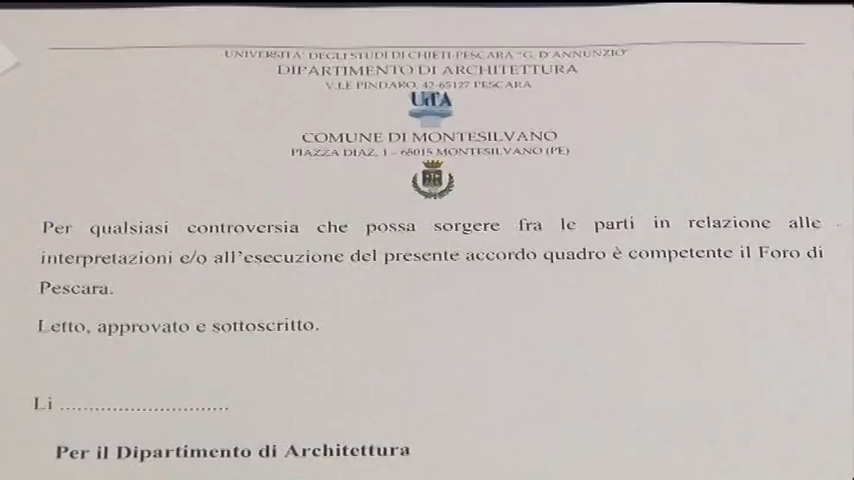 UNIVERSITA' DEGLI STUDI DI CHIETI-PESCARA "G. D'ANNUNZIO"
DIPARTIMENTO DI ARCHITETTURA
V.LE PINDARO, 42-65127 PESCARA
Ud'A
COMUNE DI MONTESILVANO
PIAZZA DIAZ, 1 - 65015 MONTESILVANO (PE)
Per qualsiasi controversia che possa sorgere fra le parti in relazione alle
interpretazioni e/o all'esecuzione del presente accordo quadro è competente il Foro di
Pescara.
Letto, approvato e sottoscritto.
Li ..............................
Per il Dipartimento di Architettura